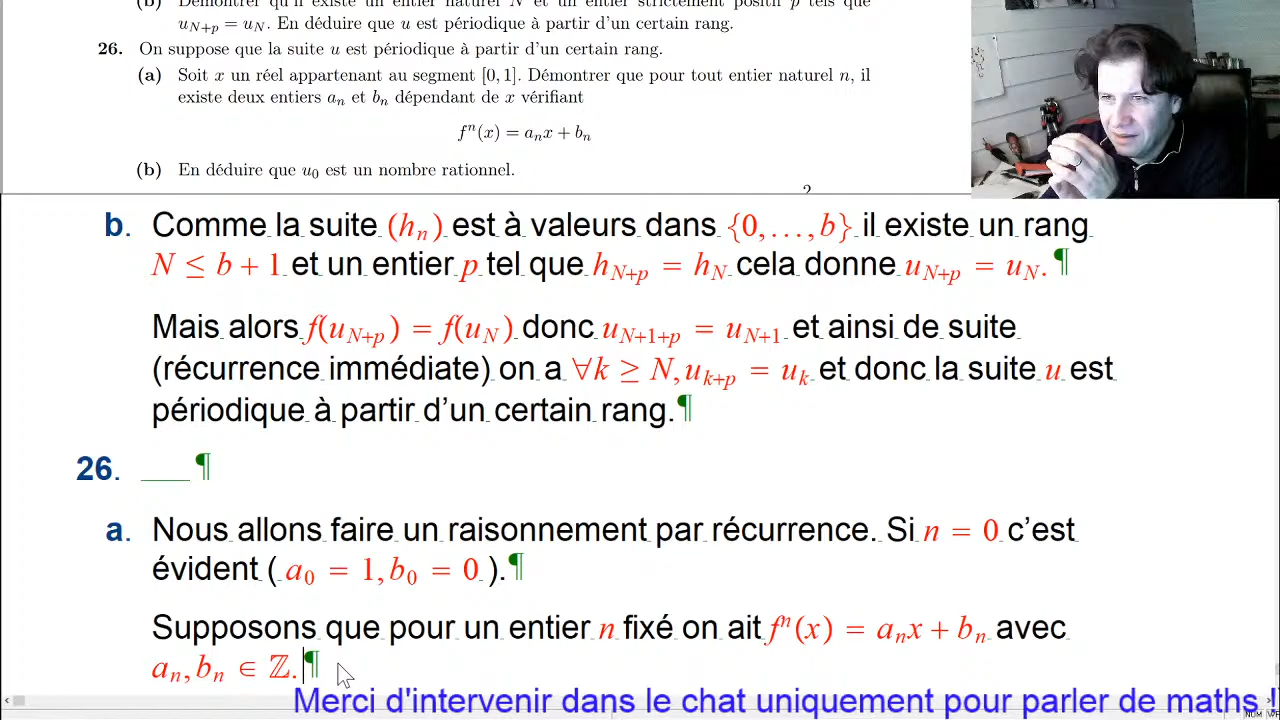 (b) Démontrer qu'il existe un entier naturel N et un entier strictement positif p tels que
u_{N+p} = u_N. En déduire que u est périodique à partir d'un certain rang.
26. On suppose que la suite u est périodique à partir d'un certain rang.
(a) Soit x un réel appartenant au segment [0, 1]. Démontrer que pour tout entier naturel n, il
existe deux entiers a_n et b_n dépendant de x vérifiant
f^n(x) = a_n x + b_n
(b) En déduire que u_0 est un nombre rationnel.
2
b. Comme la suite (h_n) est à valeurs dans {0, …, b} il existe un rang
N ≤ b + 1 et un entier p tel que h_{N+p} = h_N cela donne u_{N+p} = u_N. ¶
Mais alors f(u_{N+p}) = f(u_N) donc u_{N+1+p} = u_{N+1} et ainsi de suite
(récurrence immédiate) on a ∀k ≥ N, u_{k+p} = u_k et donc la suite u est
périodique à partir d'un certain rang. ¶
26. ¶
a. Nous allons faire un raisonnement par récurrence. Si n = 0 c'est
évident ( a_0 = 1, b_0 = 0 ). ¶
Supposons que pour un entier n fixé on ait f^n(x) = a_n x + b_n avec
a_n, b_n ∈ ℤ. ¶
Merci d'intervenir dans le chat uniquement pour parler de maths !
NUM